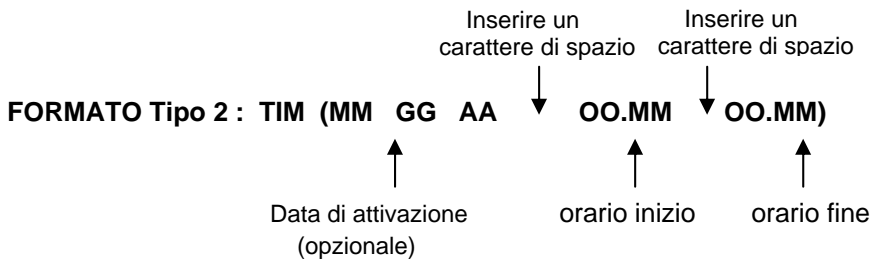 Inserire un
carattere di spazio
Inserire un
carattere di spazio
FORMATO Tipo 2 : TIM (MM GG AA OO.MM OO.MM)
Data di attivazione
(opzionale)
orario inizio
orario fine